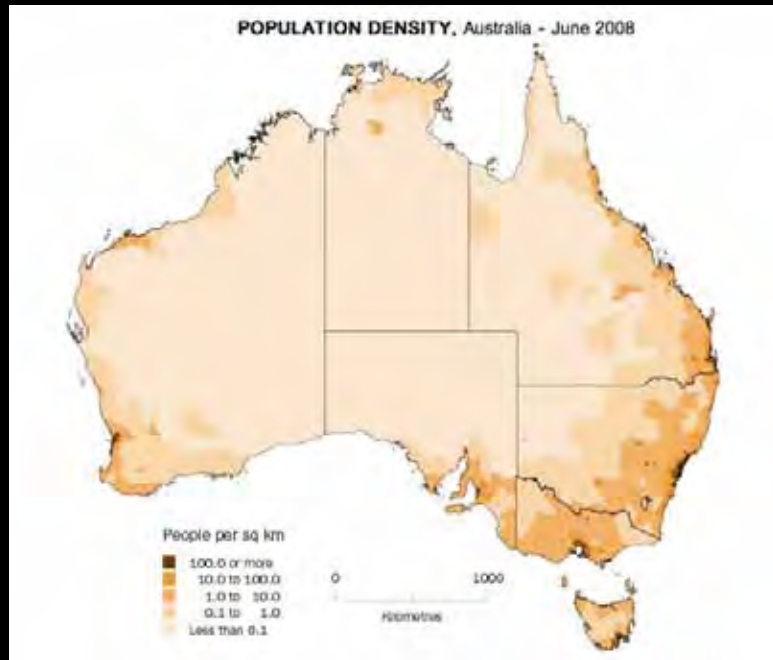 POPULATION DENSITY, Australia - June 2008
People per sq km
100.0 or more
10.0 to 100.0
1.0 to 10.0
0.1 to 1.0
Less than 0.1
0 1000
Kilometres